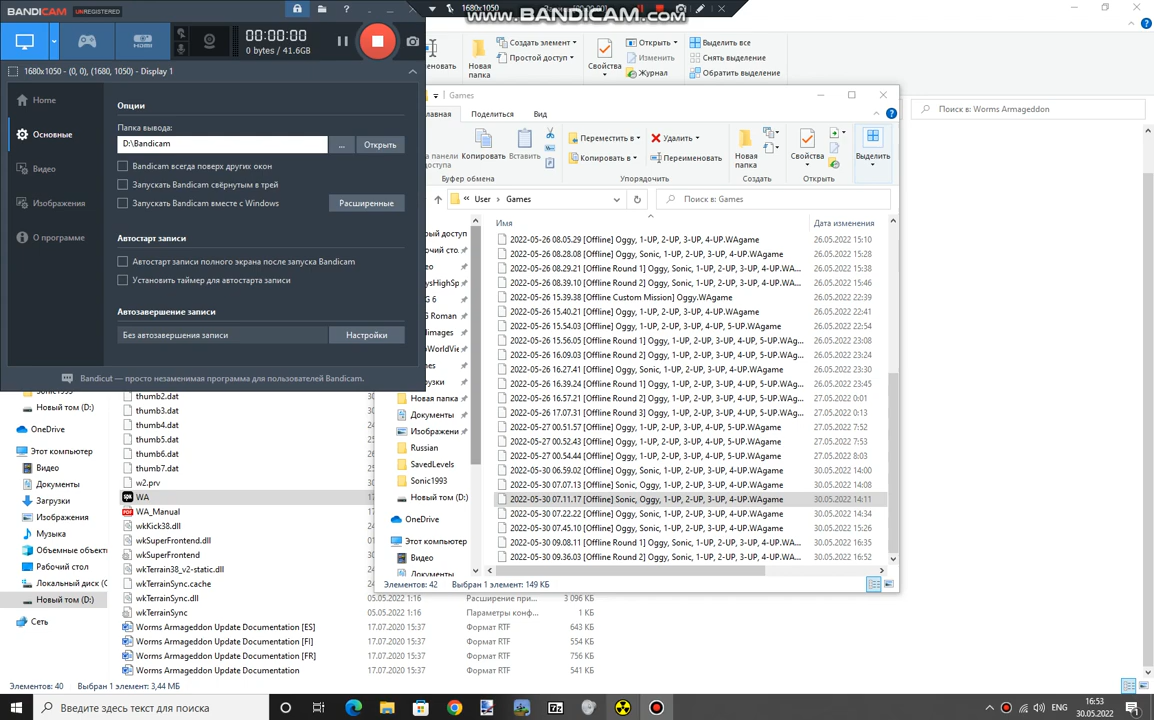 BANDICAM UNREGISTERED
1680x1050
www.BANDICAM.com
00:00:00
0 bytes / 41.6GB
1680x1050 - (0, 0), (1680, 1050) - Display 1
Home
Основные
Видео
Изображения
О программе
Опции
Папка вывода:
D:\Bandicam
...
Открыть
Bandicam всегда поверх других окон
Запускать Bandicam свёрнутым в трей
Запускать Bandicam вместе с Windows
Расширенные
Автостарт записи
Автостарт записи полного экрана после запуска Bandicam
Установить таймер для автостарта записи
Автозавершение записи
Без автозавершения записи
Настройки
Bandicut — просто незаменимая программа для пользователей Bandicam.
Новая папка
Создать элемент
Простой доступ
Свойства
Открыть
Изменить
Журнал
Выделить все
Снять выделение
Обратить выделение
Поиск в: Worms Armageddon
Games
Поделиться
Вид
Копировать
Вставить
Буфер обмена
Переместить в
Копировать в
Удалить
Переименовать
Упорядочить
Новая папка
Создать
Свойства
Открыть
Выделить
« User › Games
Поиск в: Games
Имя
Дата изменения
2022-05-26 08.05.29 [Offline] Oggy, 1-UP, 2-UP, 3-UP, 4-UP.WAgame 26.05.2022 15:10
2022-05-26 08.28.08 [Offline] Oggy, Sonic, 1-UP, 2-UP, 3-UP, 4-UP.WAgame 26.05.2022 15:28
2022-05-26 08.29.21 [Offline Round 1] Oggy, Sonic, 1-UP, 2-UP, 3-UP, 4-UP.WA... 26.05.2022 15:38
2022-05-26 08.39.10 [Offline Round 2] Oggy, Sonic, 1-UP, 2-UP, 3-UP, 4-UP.WA... 26.05.2022 15:46
2022-05-26 15.39.38 [Offline Custom Mission] Oggy.WAgame 26.05.2022 22:39
2022-05-26 15.40.21 [Offline] Oggy, 1-UP, 2-UP, 3-UP, 4-UP.WAgame 26.05.2022 22:41
2022-05-26 15.54.03 [Offline] Oggy, 1-UP, 2-UP, 3-UP, 4-UP, 5-UP.WAgame 26.05.2022 22:54
2022-05-26 15.56.05 [Offline Round 1] Oggy, 1-UP, 2-UP, 3-UP, 4-UP, 5-UP.WA... 26.05.2022 23:08
2022-05-26 16.09.03 [Offline Round 2] Oggy, 1-UP, 2-UP, 3-UP, 4-UP, 5-UP.WA... 26.05.2022 23:24
2022-05-26 16.27.41 [Offline] Oggy, 1-UP, 2-UP, 3-UP, 4-UP, 5-UP.WAgame 26.05.2022 23:30
2022-05-26 16.39.24 [Offline Round 1] Oggy, 1-UP, 2-UP, 3-UP, 4-UP, 5-UP.WA... 26.05.2022 23:45
2022-05-26 16.57.21 [Offline Round 2] Oggy, 1-UP, 2-UP, 3-UP, 4-UP, 5-UP.WA... 27.05.2022 0:01
2022-05-26 17.07.31 [Offline Round 3] Oggy, 1-UP, 2-UP, 3-UP, 4-UP, 5-UP.WA... 27.05.2022 0:13
2022-05-27 00.51.57 [Offline] Oggy, 1-UP, 2-UP, 3-UP, 4-UP, 5-UP.WAgame 27.05.2022 7:52
2022-05-27 00.52.43 [Offline] Oggy, 1-UP, 2-UP, 3-UP, 4-UP, 5-UP.WAgame 27.05.2022 7:53
2022-05-27 00.54.44 [Offline] Oggy, 1-UP, 2-UP, 3-UP, 4-UP, 5-UP.WAgame 27.05.2022 8:03
2022-05-30 06.59.02 [Offline] Oggy, Sonic, 1-UP, 2-UP, 3-UP, 4-UP.WAgame 30.05.2022 14:00
2022-05-30 07.07.13 [Offline] Oggy, Sonic, 1-UP, 2-UP, 3-UP, 4-UP.WAgame 30.05.2022 14:08
2022-05-30 07.11.17 [Offline] Sonic, Oggy, 1-UP, 2-UP, 3-UP, 4-UP.WAgame 30.05.2022 14:11
2022-05-30 07.22.22 [Offline] Oggy, Sonic, 1-UP, 2-UP, 3-UP, 4-UP.WAgame 30.05.2022 14:34
2022-05-30 07.45.10 [Offline] Oggy, Sonic, 1-UP, 2-UP, 3-UP, 4-UP.WAgame 30.05.2022 15:26
2022-05-30 09.08.11 [Offline Round 1] Oggy, Sonic, 1-UP, 2-UP, 3-UP, 4-UP.WA... 30.05.2022 16:35
2022-05-30 09.36.03 [Offline Round 2] Oggy, Sonic, 1-UP, 2-UP, 3-UP, 4-UP.WA... 30.05.2022 16:52
Новая папка
Документы
Изображени
Russian
SavedLevels
Sonic1993
Новый том (D:)
OneDrive
Этот компьютер
Видео
Элементов: 42 Выбран 1 элемент: 149 КБ
Новый том (D:)
OneDrive
Этот компьютер
Видео
Документы
Загрузки
Изображения
Музыка
Объемные объект
Рабочий стол
Локальный диск (C
Новый том (D:)
Сеть
thumb2.dat
thumb3.dat
thumb4.dat
thumb5.dat
thumb6.dat
thumb7.dat
w2.prv
WA
WA_Manual
wkKick38.dll
wkSuperFrontend.dll
wkSuperFrontend
wkTerrain38_v2-static.dll
wkTerrainSync.cache
wkTerrainSync.dll 05.05.2022 1:16 Расширение при... 3 096 КБ
wkTerrainSync 05.05.2022 1:16 Параметры конф... 1 КБ
Worms Armageddon Update Documentation [ES] 17.07.2020 15:37 Формат RTF 643 КБ
Worms Armageddon Update Documentation [FI] 17.07.2020 15:37 Формат RTF 554 КБ
Worms Armageddon Update Documentation [FR] 17.07.2020 15:37 Формат RTF 756 КБ
Worms Armageddon Update Documentation 17.07.2020 15:37 Формат RTF 541 КБ
Элементов: 40 Выбран 1 элемент: 3,44 МБ
Введите здесь текст для поиска
ENG
16:53
30.05.2022